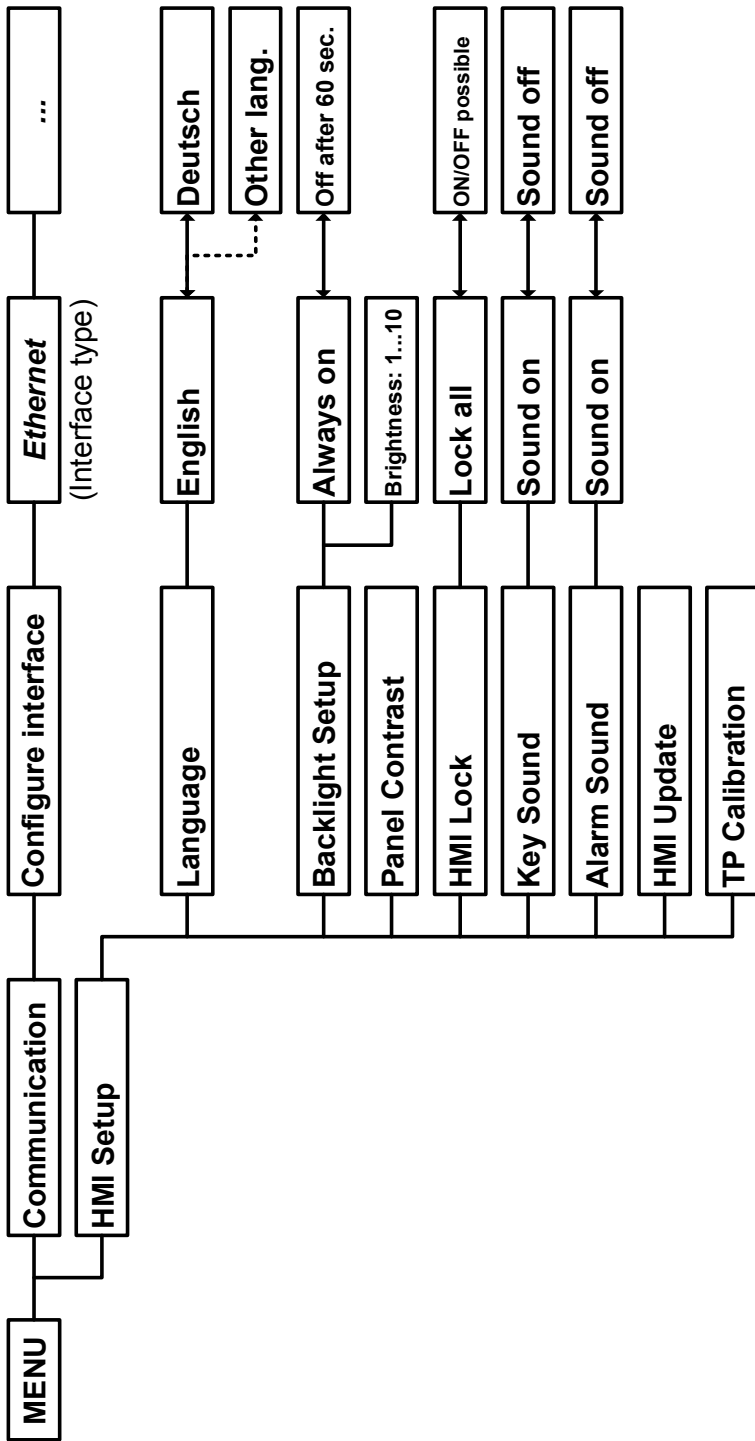 MENU
Communication
Configure interface
Ethernet
(Interface type)
...
HMI Setup
Language
English
Deutsch
Other lang.
Backlight Setup
Always on
Off after 60 sec.
Brightness: 1...10
Panel Contrast
HMI Lock
Lock all
ON/OFF possible
Key Sound
Sound on
Sound off
Alarm Sound
Sound on
Sound off
HMI Update
TP Calibration